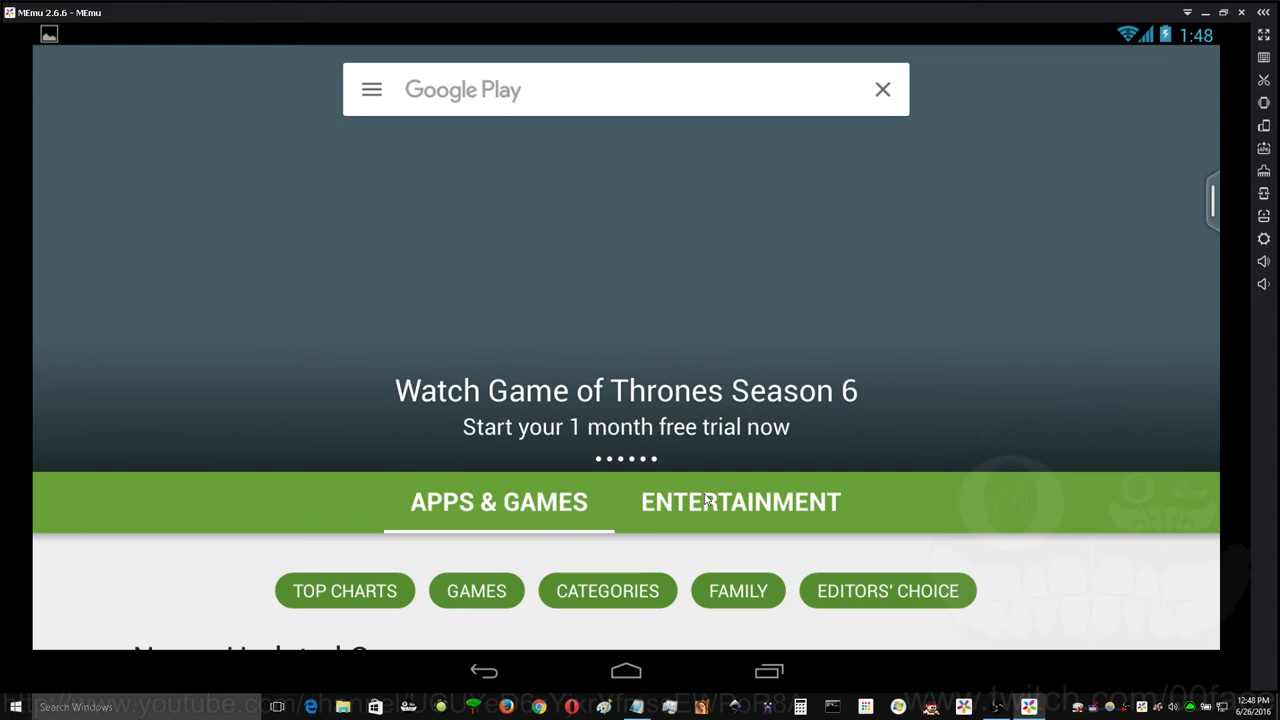 MEmu 2.6.6 - MEmu
1:48
Google Play
Watch Game of Thrones Season 6
Start your 1 month free trial now
APPS & GAMES
ENTERTAINMENT
TOP CHARTS
GAMES
CATEGORIES
FAMILY
EDITORS' CHOICE
Search Windows
12:48 PM
6/26/2016